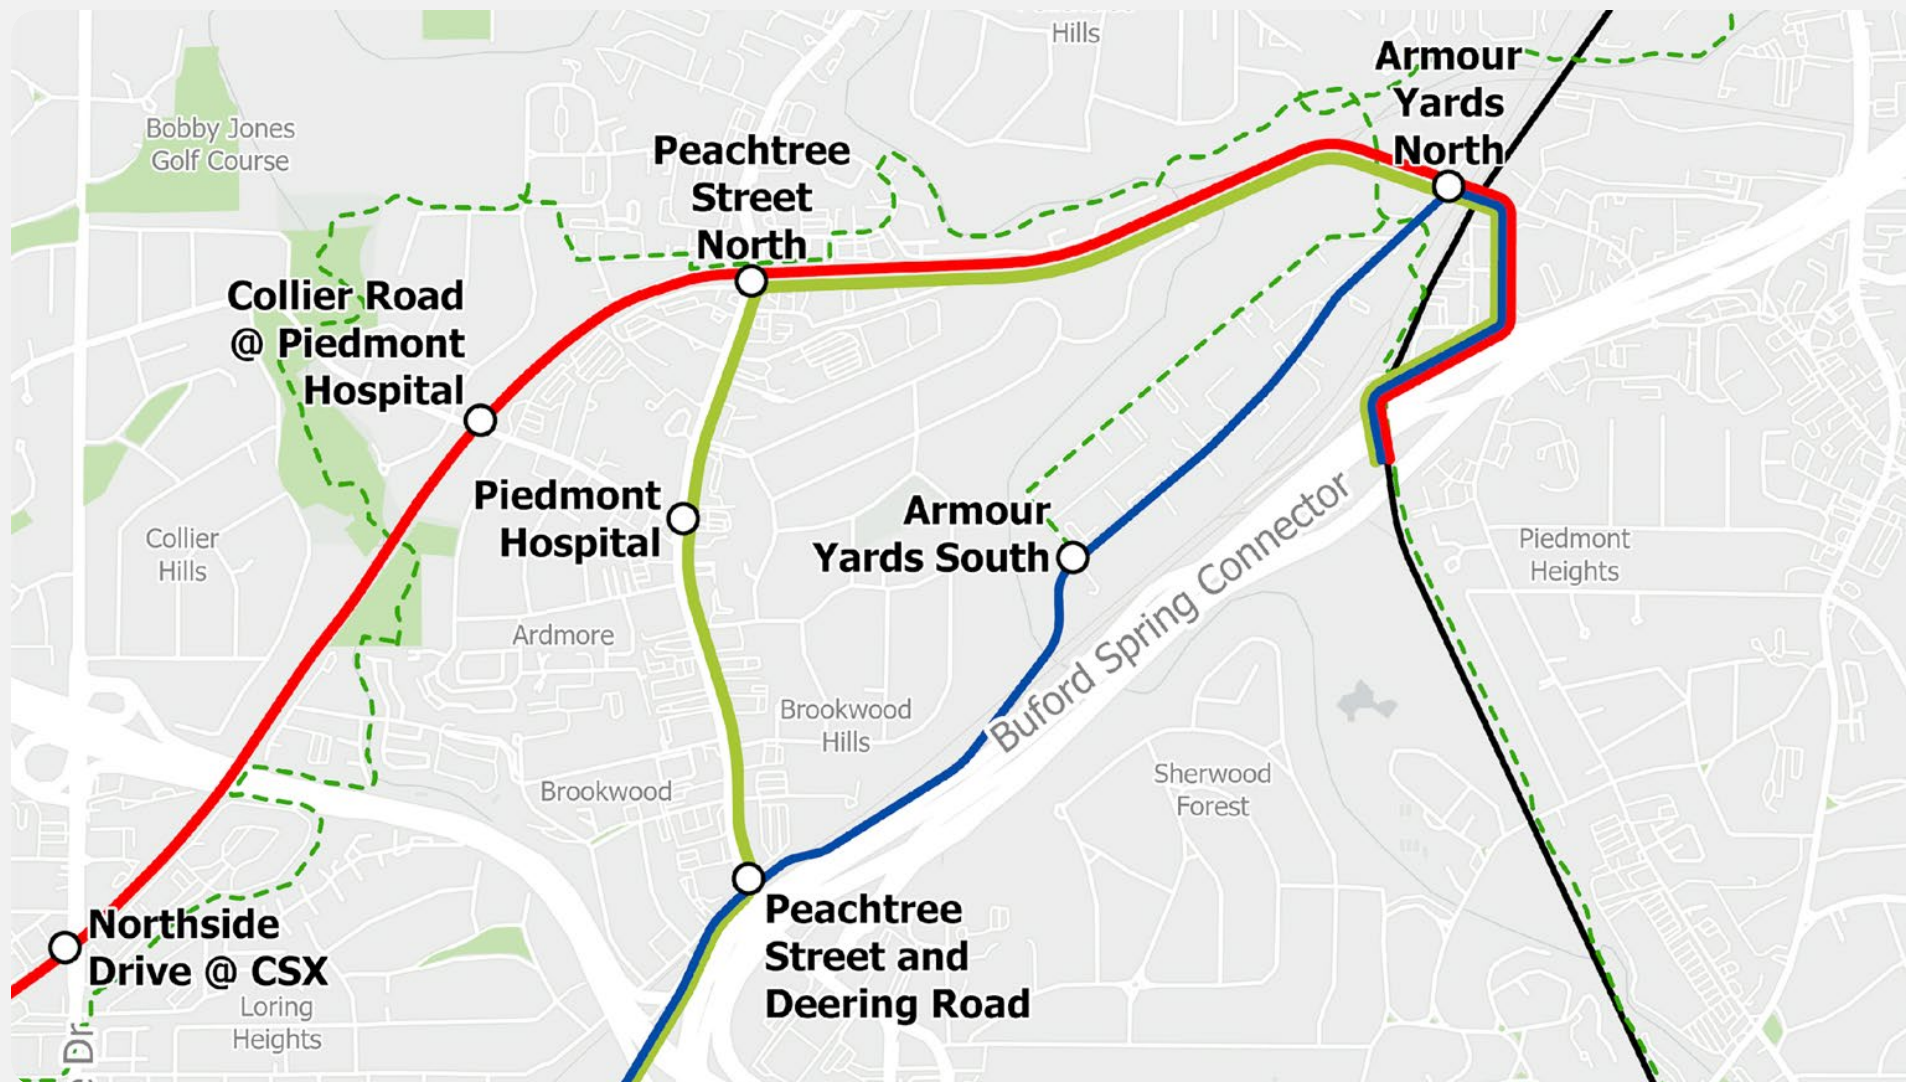 Hills
Armour
Yards
North
Bobby Jones
Golf Course
Peachtree
Street
North
Collier Road
@ Piedmont
Hospital
Piedmont
Hospital
Armour
Yards South
Buford Spring Connector
Collier
Hills
Piedmont
Heights
Ardmore
Brookwood
Hills
Brookwood
Sherwood
Forest
Northside
Drive @ CSX
Peachtree
Street and
Deering Road
Loring
Heights
Dr